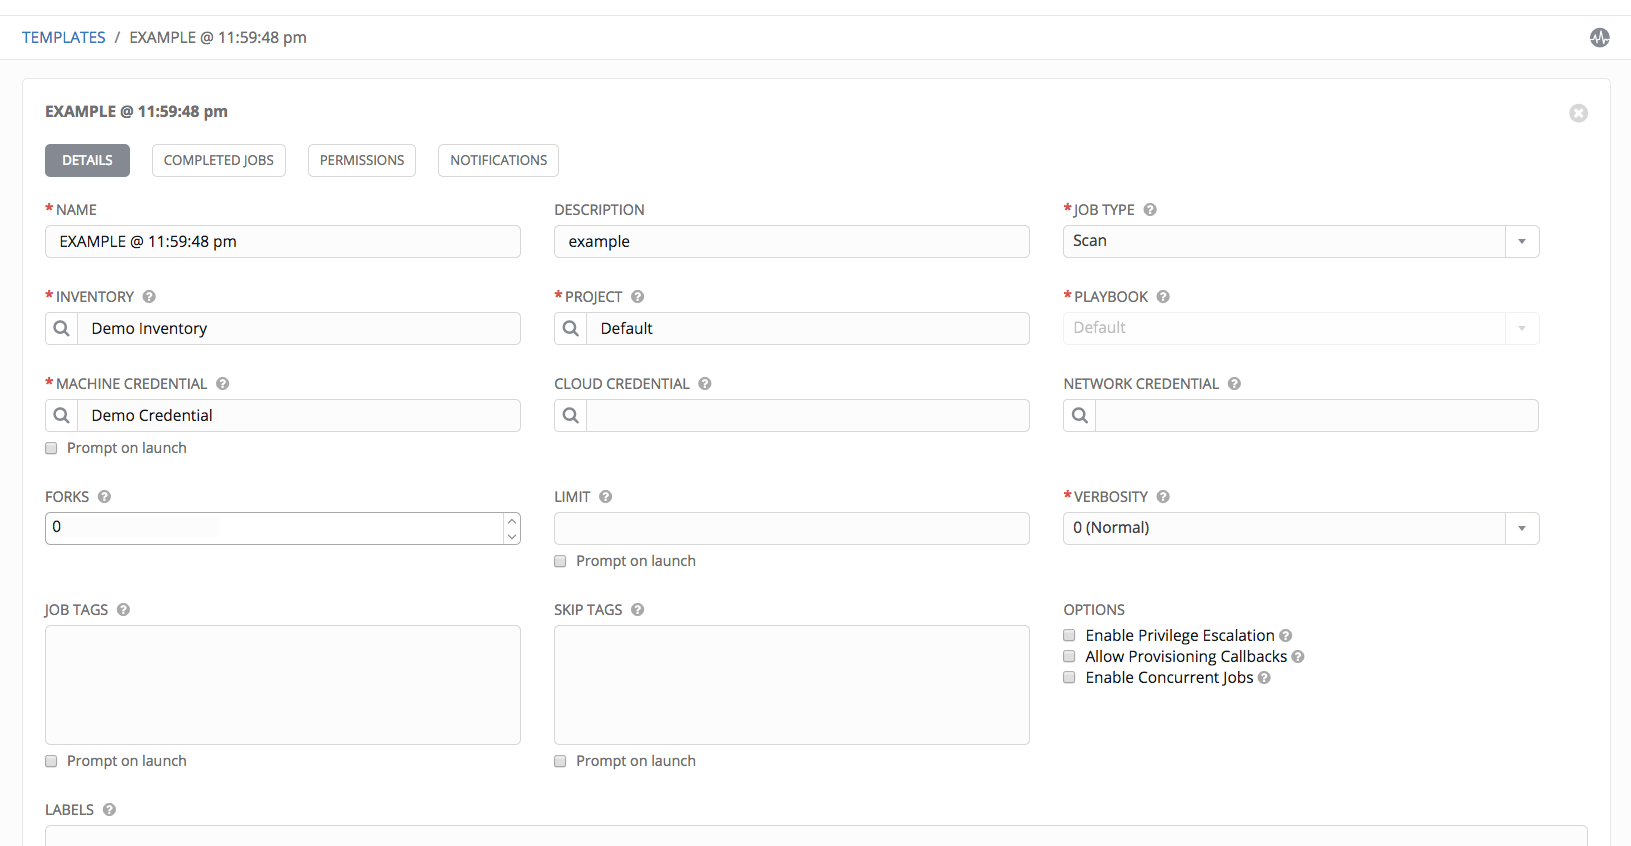 TEMPLATES / EXAMPLE @ 11:59:48 pm
EXAMPLE @ 11:59:48 pm
DETAILS COMPLETED JOBS PERMISSIONS NOTIFICATIONS
* NAME DESCRIPTION * JOB TYPE ?
EXAMPLE @ 11:59:48 pm example Scan
* INVENTORY ? * PROJECT ? * PLAYBOOK ?
Demo Inventory Default Default
* MACHINE CREDENTIAL ? CLOUD CREDENTIAL ? NETWORK CREDENTIAL ?
Demo Credential
Prompt on launch
FORKS ? LIMIT ? * VERBOSITY ?
0 0 (Normal)
Prompt on launch
JOB TAGS ? SKIP TAGS ? OPTIONS
Enable Privilege Escalation ?
Allow Provisioning Callbacks ?
Enable Concurrent Jobs ?
Prompt on launch Prompt on launch
LABELS ?